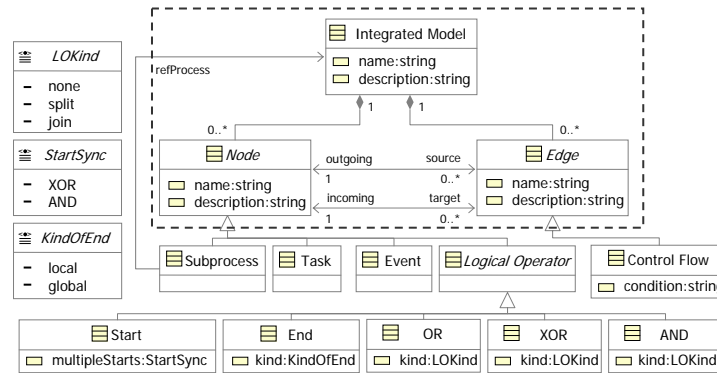 Integrated Model
name:string
description:string
LOKind
none
split
join
refProcess
1
1
0..*
0..*
StartSync
XOR
AND
Node
name:string
description:string
outgoing
source
1
0..*
incoming
target
1
0..*
Edge
name:string
description:string
KindOfEnd
local
global
Subprocess
Task
Event
Logical Operator
Control Flow
condition:string
Start
multipleStarts:StartSync
End
kind:KindOfEnd
OR
kind:LOKind
XOR
kind:LOKind
AND
kind:LOKind